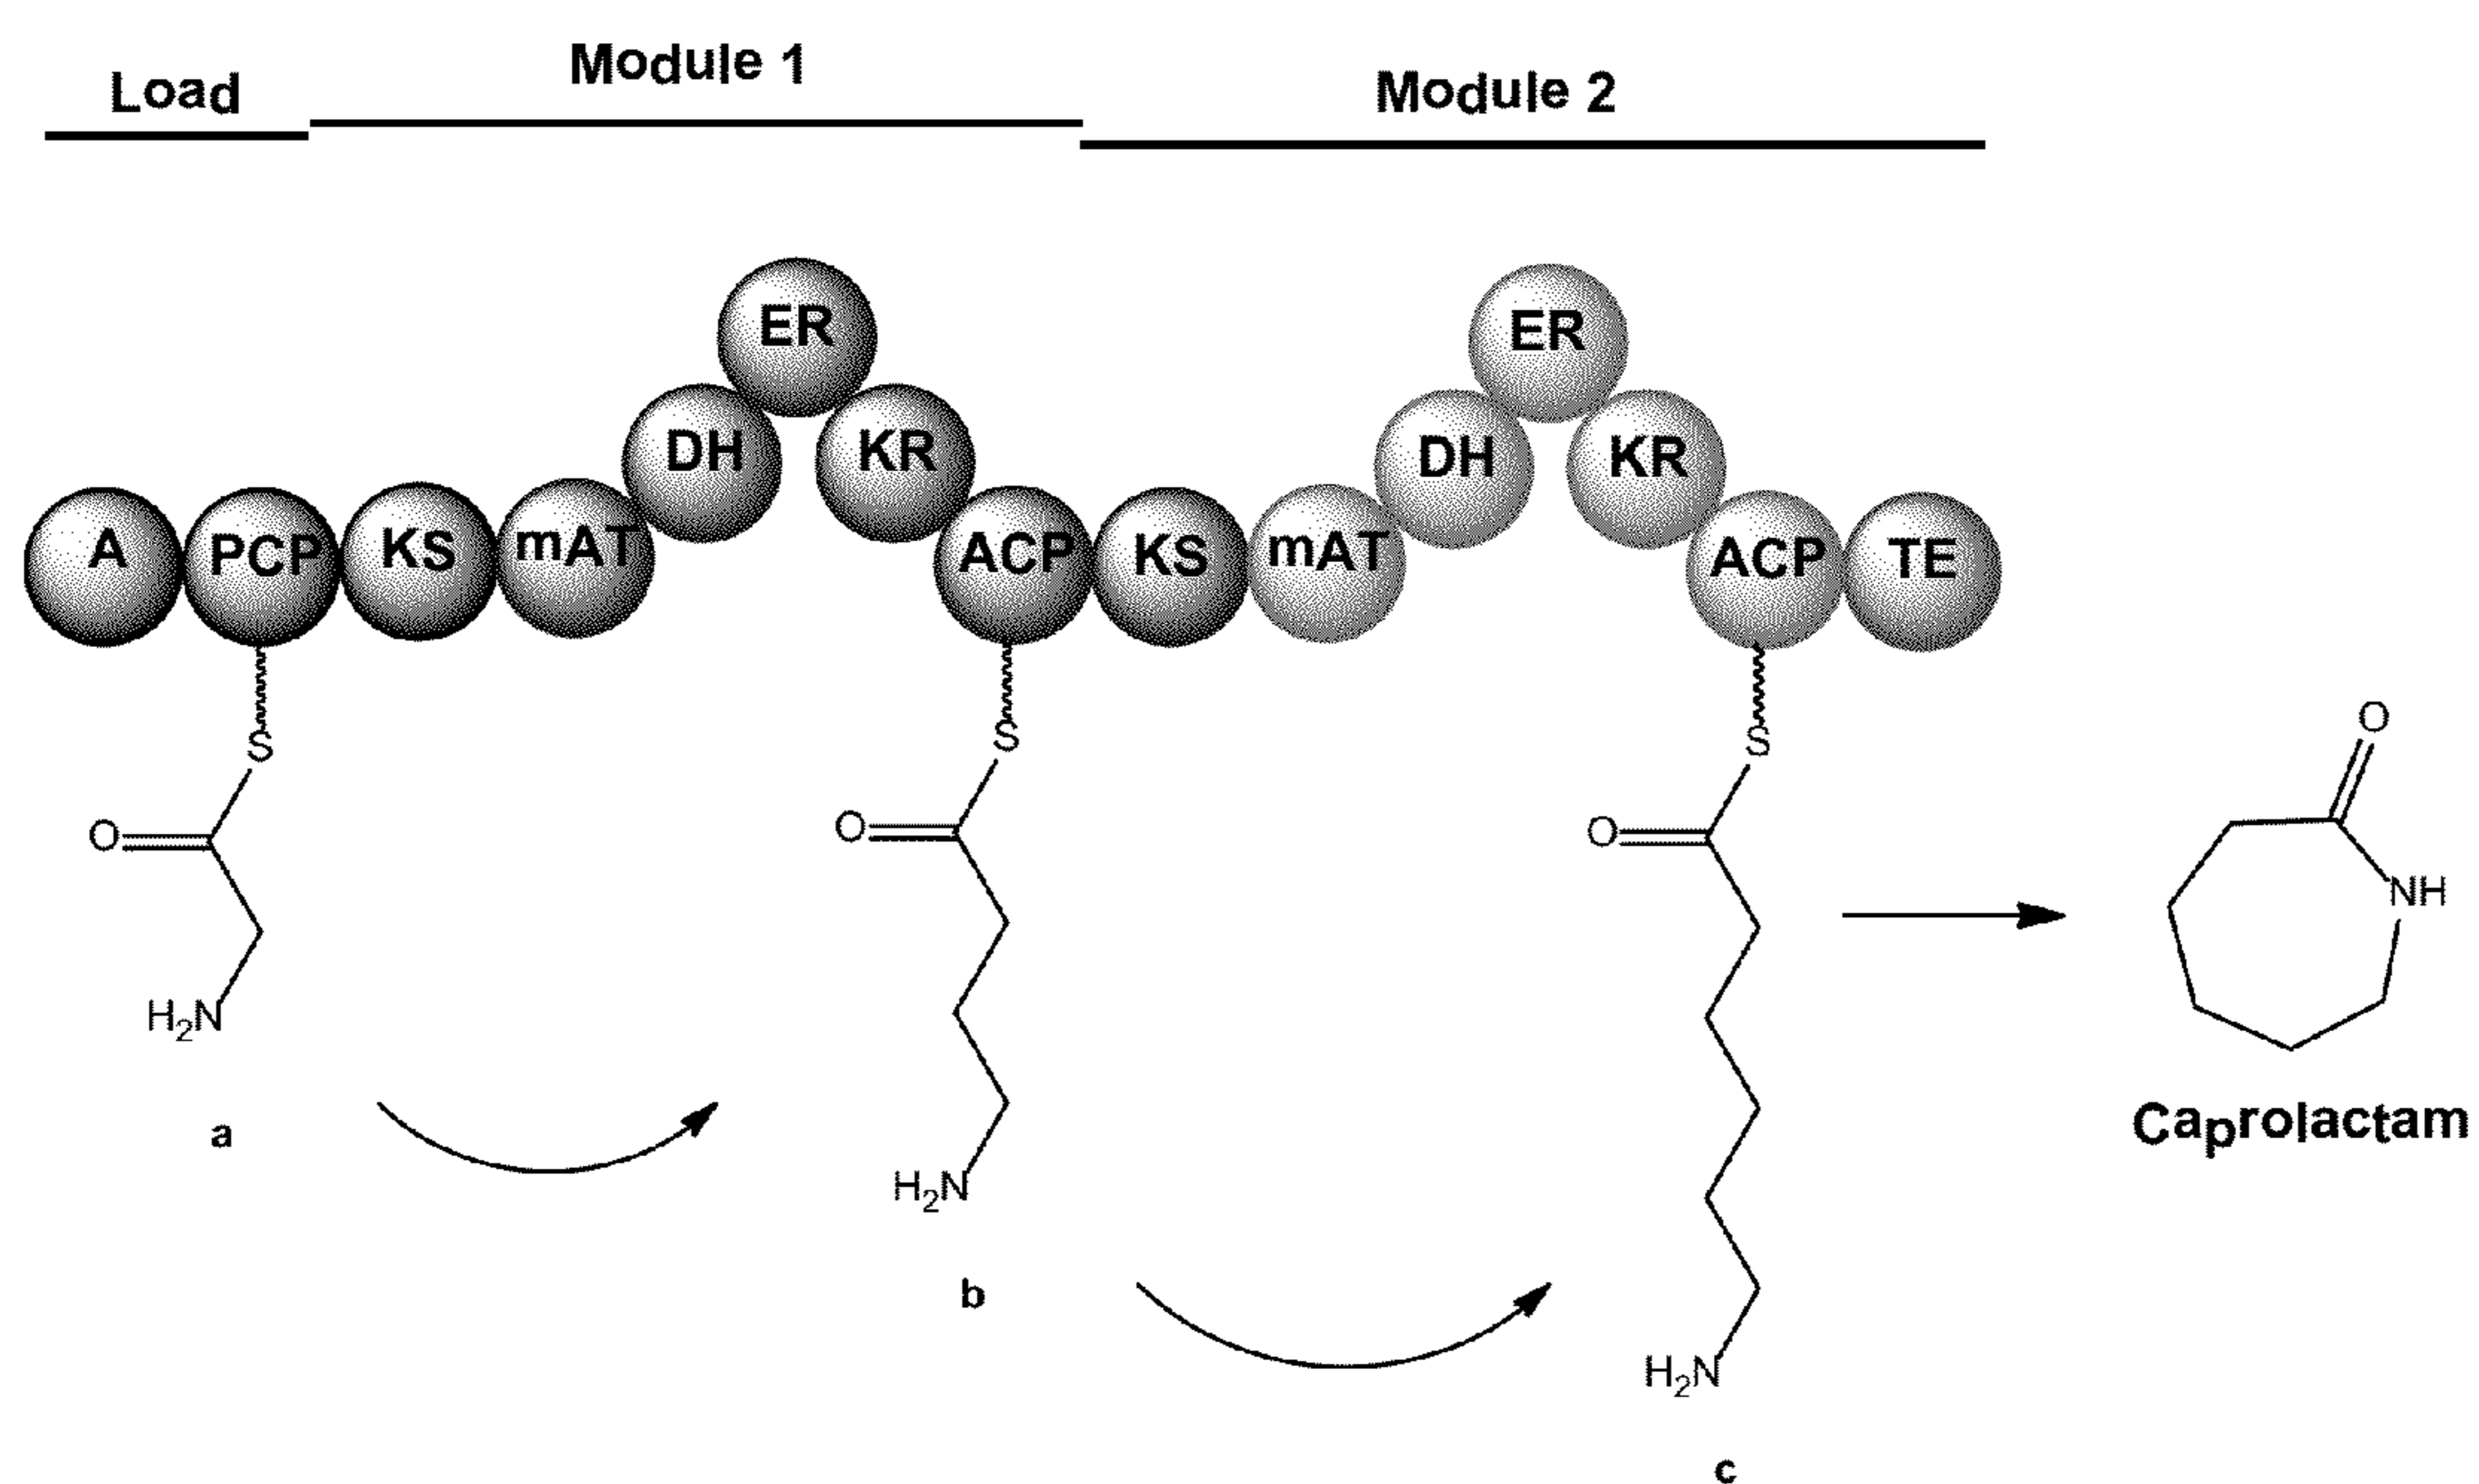 Load
Module 1
Module 2
ER
ER
DH
KR
DH
KR
A
PCP
KS
mAT
ACP
KS
mAT
ACP
TE
S
S
S
O
O
O
O
NH
H₂N
H₂N
H₂N
Caprolactam
a
b
c